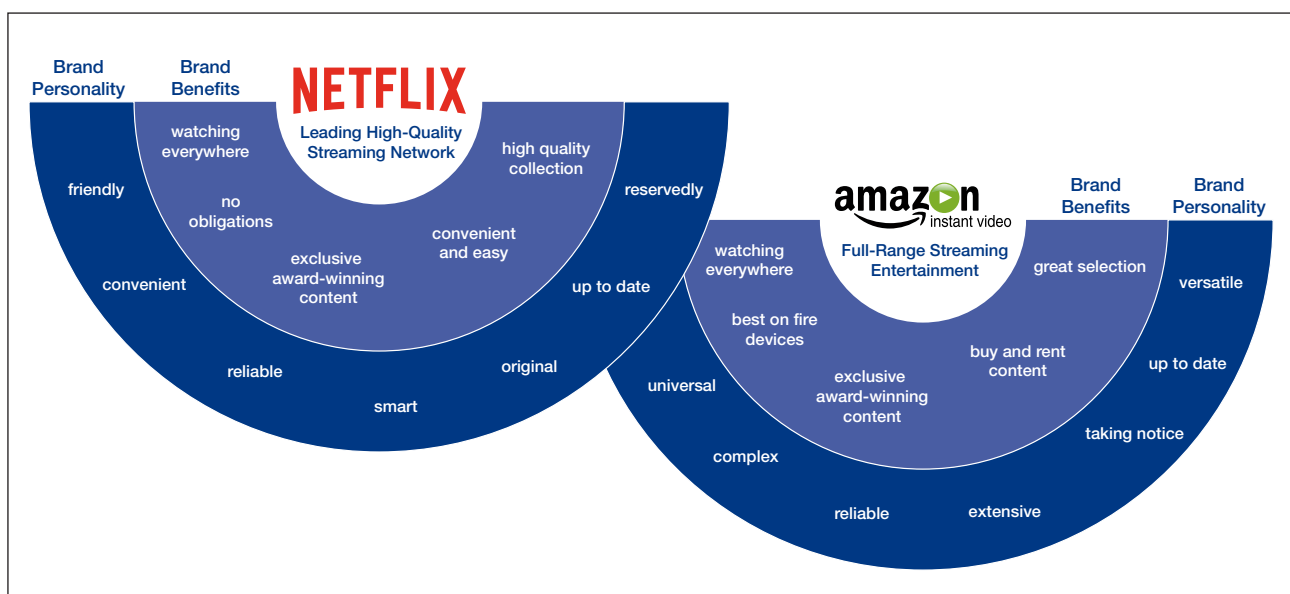 Brand
Personality
Brand
Benefits
NETFLIX
Leading High-Quality
Streaming Network
watching
everywhere
no
obligations
exclusive
award-winning
content
convenient
and easy
high quality
collection
friendly
convenient
reliable
smart
original
up to date
reservedly
amazon
instant video
Full-Range Streaming
Entertainment
Brand
Benefits
Brand
Personality
watching
everywhere
best on fire
devices
exclusive
award-winning
content
buy and rent
content
great selection
universal
complex
reliable
extensive
taking notice
up to date
versatile